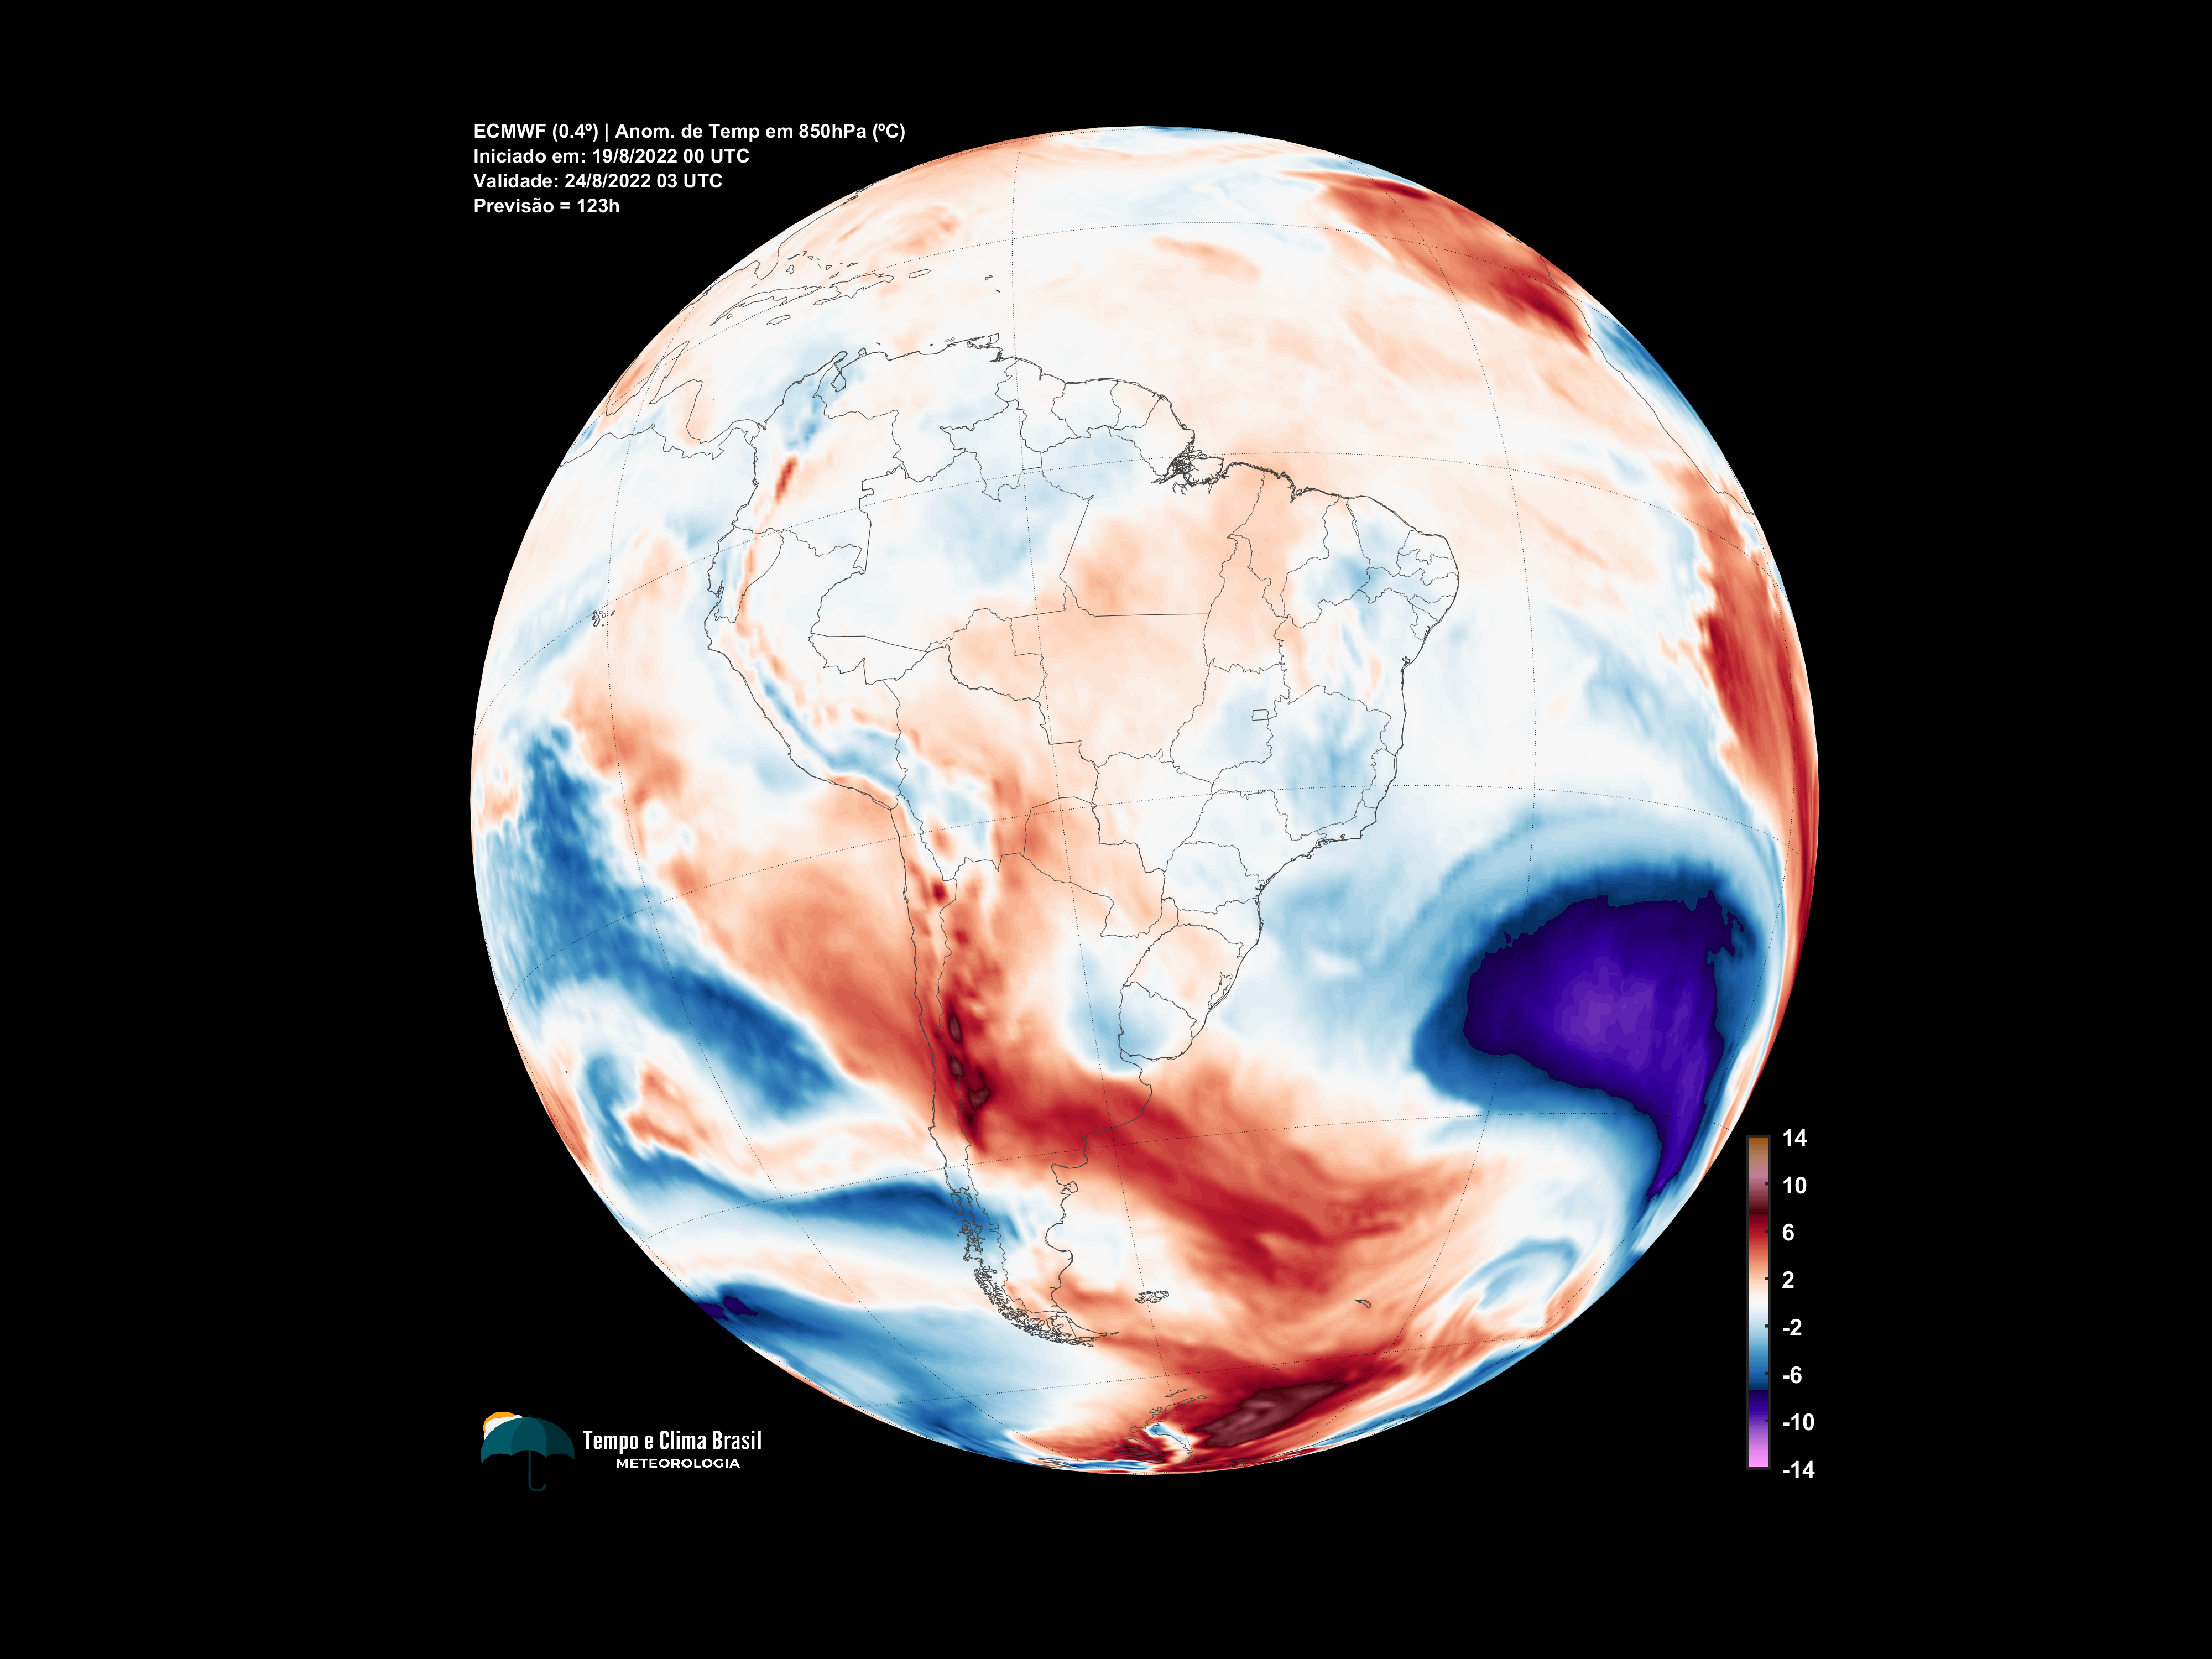 ECMWF (0.4º) | Anom. de Temp em 850hPa (ºC)
Iniciado em: 19/8/2022 00 UTC
Validade: 24/8/2022 03 UTC
Previsão = 123h
14
10
6
2
-2
-6
-10
-14
Tempo e Clima Brasil
METEOROLOGIA